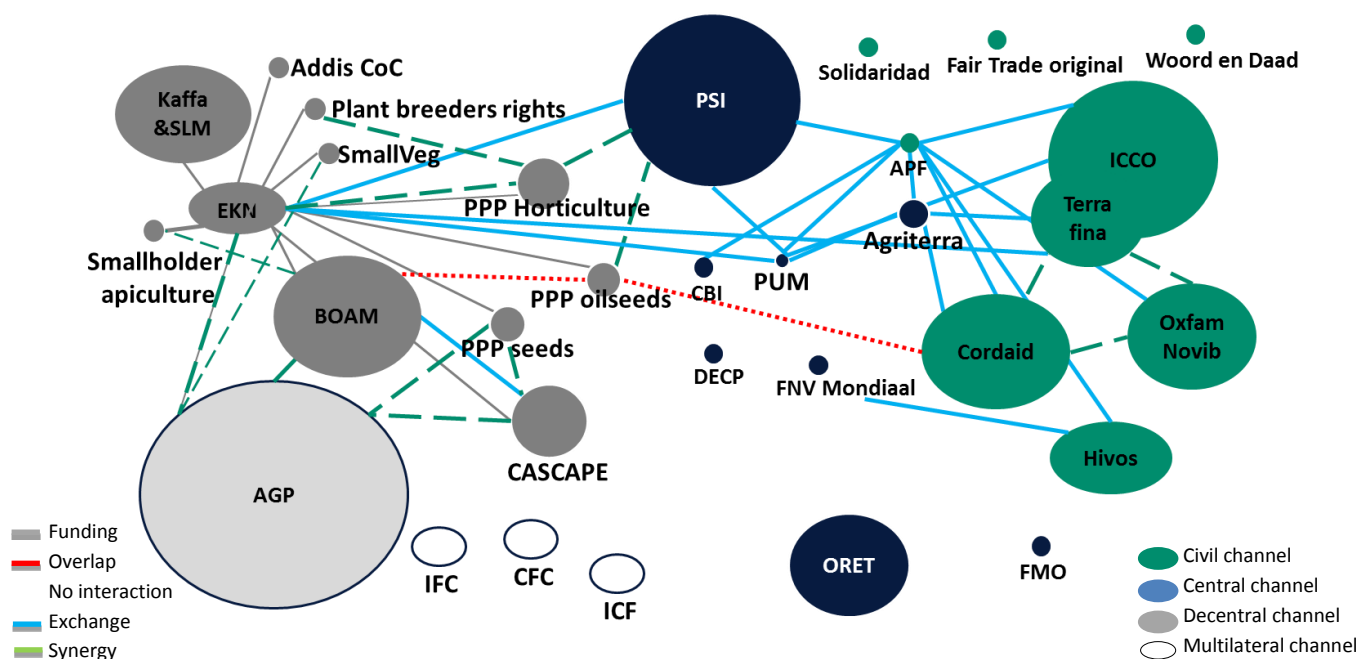 Addis CoC
Kaffa
&SLM
Plant breeders rights
SmallVeg
EKN
PPP Horticulture
Smallholder
apiculture
BOAM
PPP oilseeds
PPP seeds
CASCAPE
AGP
IFC
CFC
ICF
PSI
Solidaridad
Fair Trade original
Woord en Daad
APF
ICCO
Terra
fina
Agriterra
CBI
PUM
DECP
FNV Mondiaal
Cordaid
Oxfam
Novib
Hivos
ORET
FMO
Funding
Overlap
No interaction
Exchange
Synergy
Civil channel
Central channel
Decentral channel
Multilateral channel